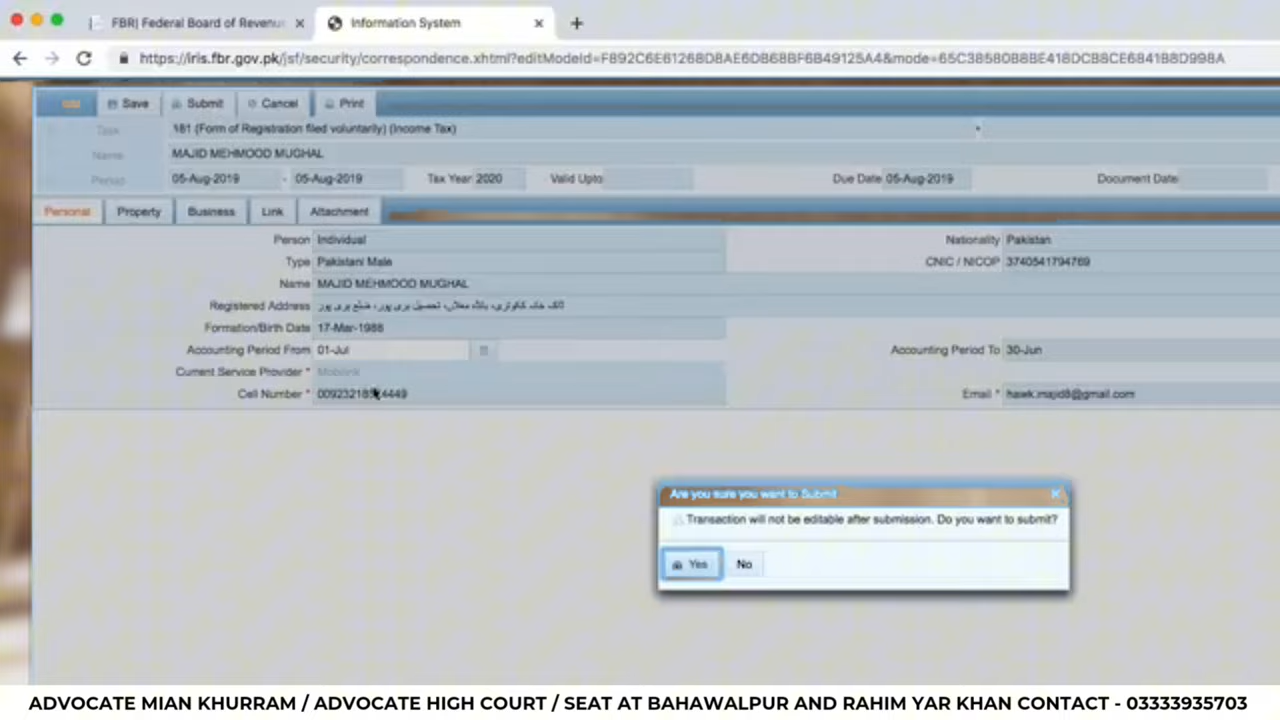 FBR| Federal Board of Revenu
Information System
https://iris.fbr.gov.pk/jsf/security/correspondence.xhtml?editModeId=F892C6E61268D8AE6DB68BF6B49125A4&mode=65C3858088BE418DCB8CE6841B8D998A
Save Submit Cancel Print
Task 181 (Form of Registration filed voluntarily) (Income Tax)
Name MAJID MEHMOOD MUGHAL
Period 05-Aug-2019 - 05-Aug-2019 Tax Year 2020 Valid Upto Due Date 05-Aug-2019 Document Date
Personal Property Business Link Attachment
Person Individual Nationality Pakistan
Type Pakistani Male CNIC / NICOP 3740541794769
Name MAJID MEHMOOD MUGHAL
Registered Address
Formation/Birth Date 17-Mar-1988
Accounting Period From 01-Jul Accounting Period To 30-Jun
Current Service Provider * Mobilink
Cell Number * Email * hawk.majid8@gmail.com
Are you sure you want to Submit
Transaction will not be editable after submission. Do you want to submit?
Yes No
ADVOCATE MIAN KHURRAM / ADVOCATE HIGH COURT / SEAT AT BAHAWALPUR AND RAHIM YAR KHAN CONTACT - 03333935703